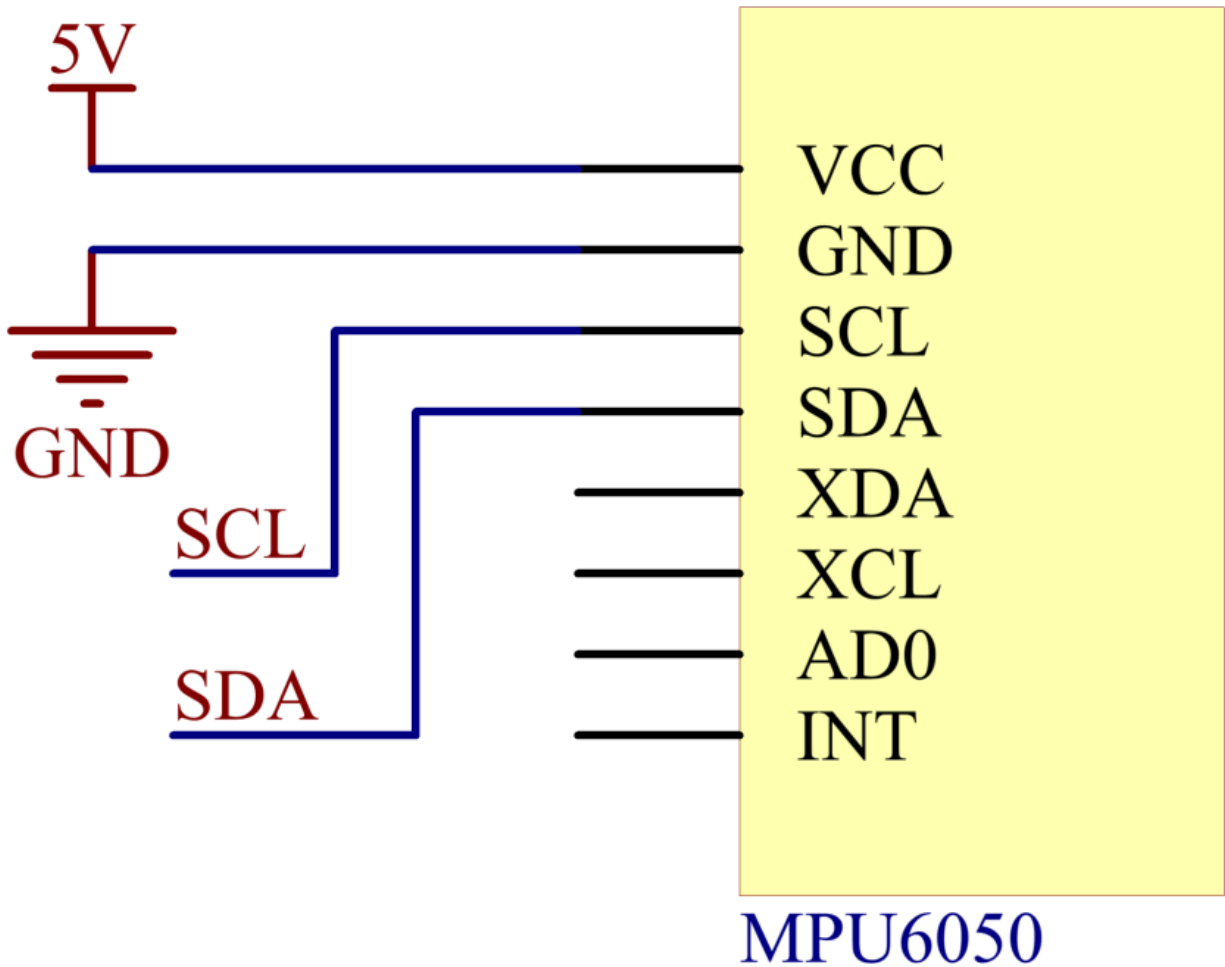 5V
VCC
GND
SCL
SDA
XDA
XCL
AD0
INT
GND
SCL
SDA
MPU6050